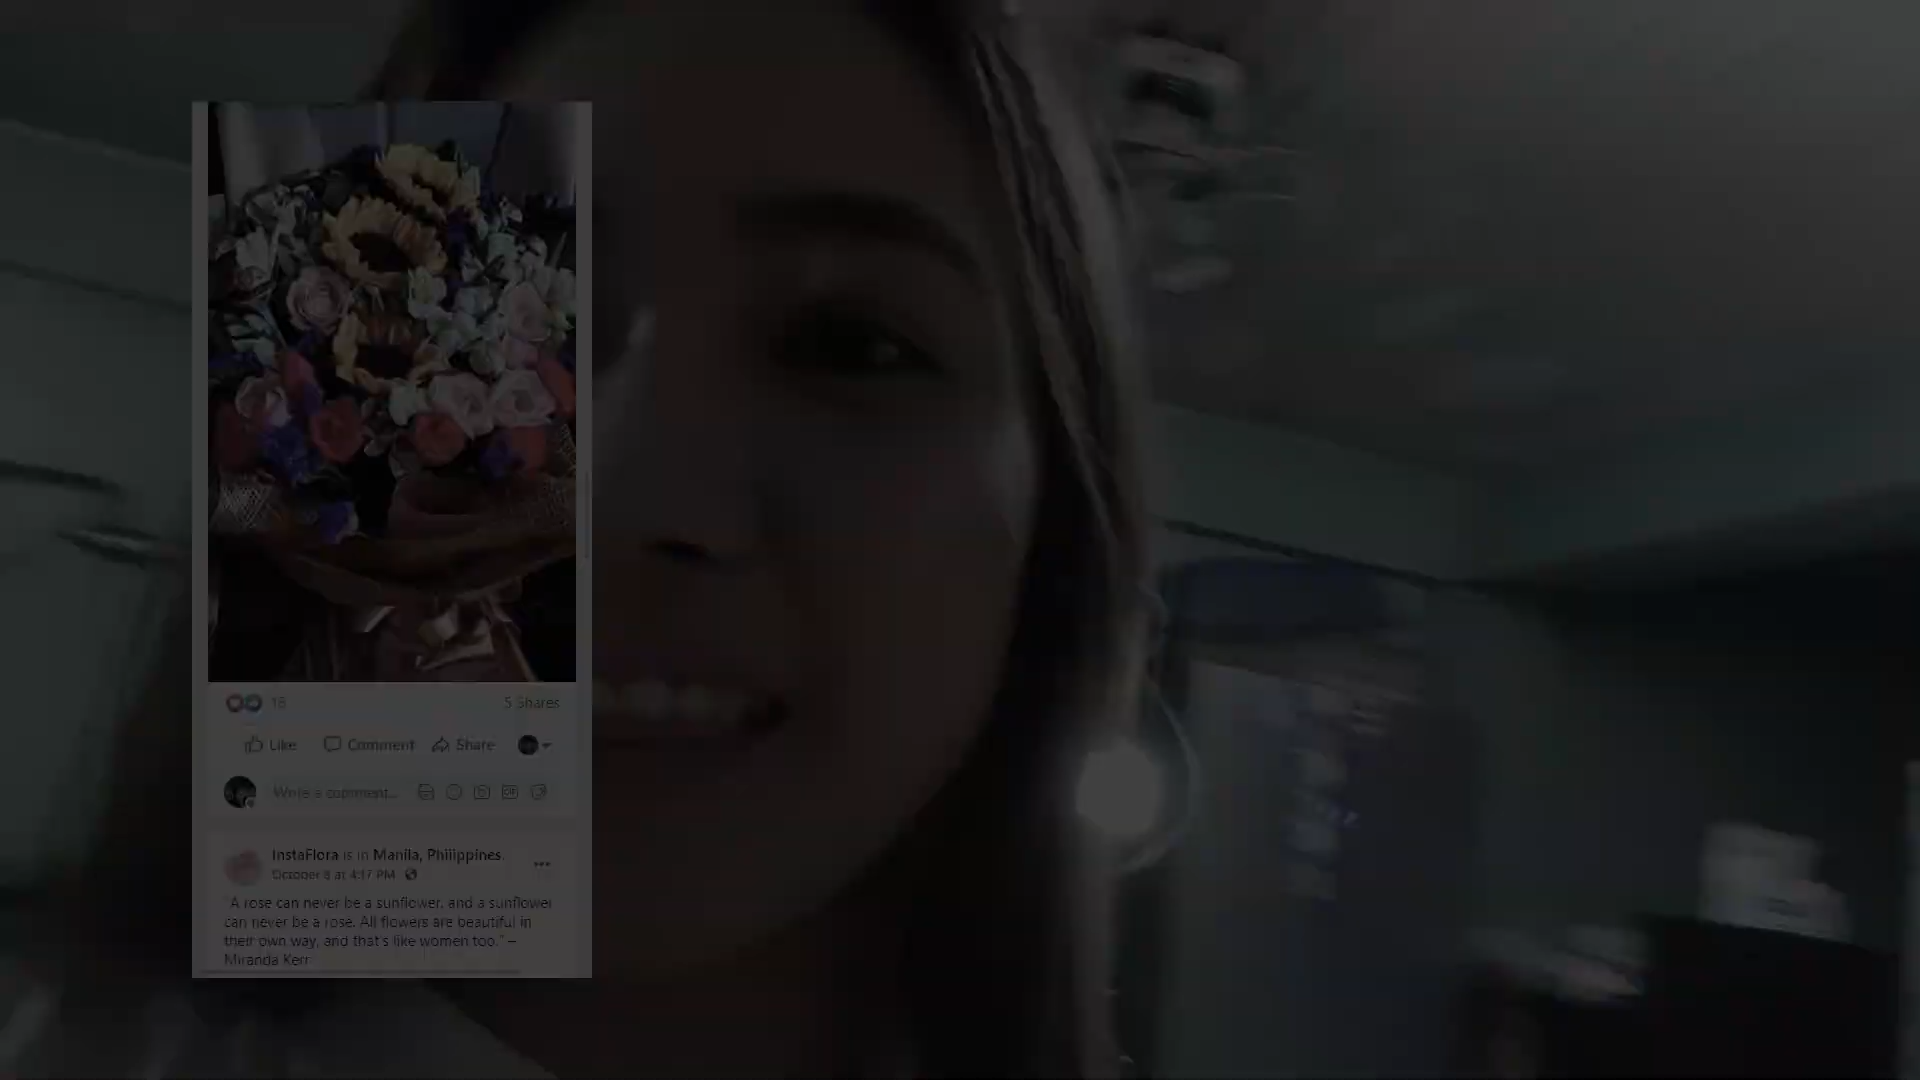 18
5 Shares
Like Comment Share
Write a comment...
GIF
InstaFlora is in Manila, Philippines.
October 8 at 4:17 PM
"A rose can never be a sunflower, and a sunflower
can never be a rose. All flowers are beautiful in
their own way, and that's like women too." –
Miranda Kerr